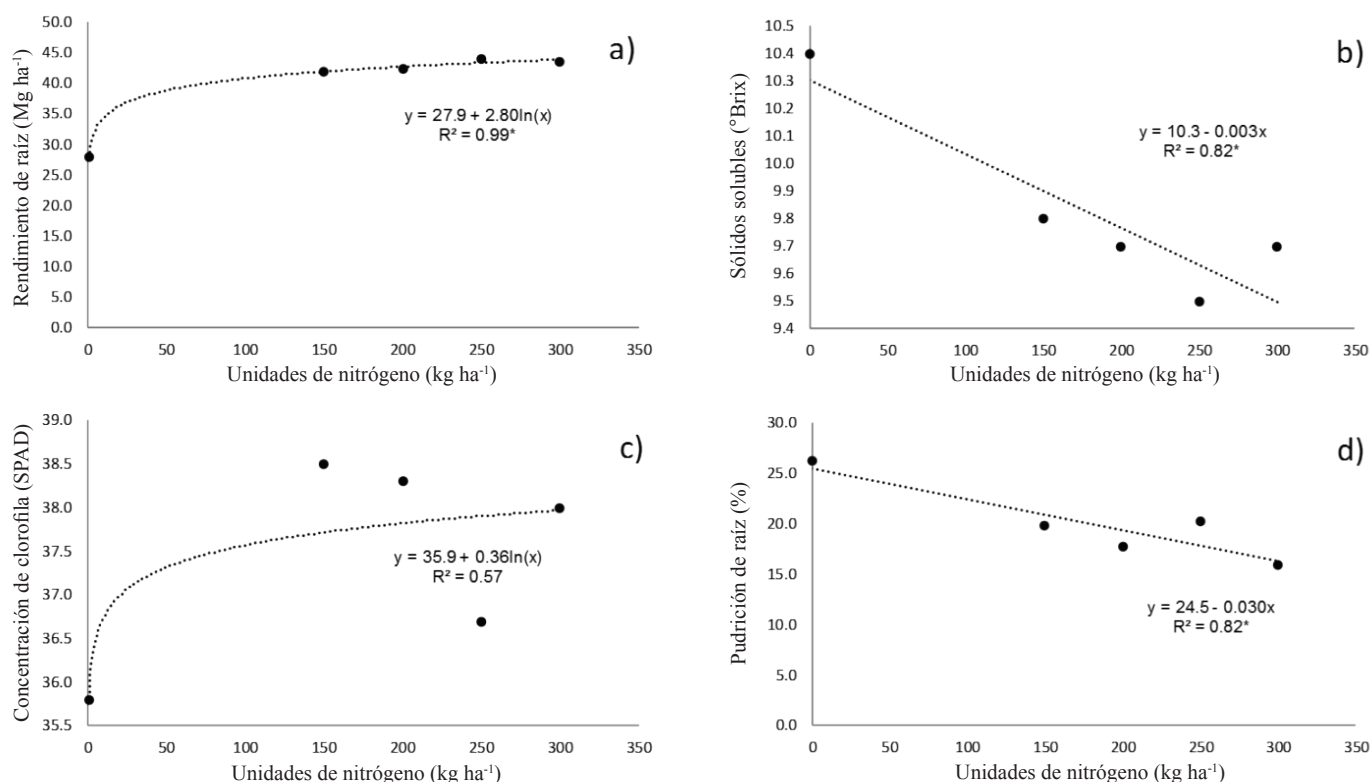 a)
Rendimiento de raíz (Mg ha⁻¹)
50.0
45.0
40.0
35.0
30.0
25.0
20.0
15.0
10.0
5.0
0.0
y = 27.9 + 2.80ln(x)
R² = 0.99*
0 50 100 150 200 250 300 350
Unidades de nitrógeno (kg ha⁻¹)
b)
Sólidos solubles (°Brix)
10.5
10.4
10.3
10.2
10.1
10.0
9.9
9.8
9.7
9.6
9.5
9.4
y = 10.3 - 0.003x
R² = 0.82*
0 50 100 150 200 250 300 350
Unidades de nitrógeno (kg ha⁻¹)
c)
Concentración de clorofila (SPAD)
39.0
38.5
38.0
37.5
37.0
36.5
36.0
35.5
y = 35.9 + 0.36ln(x)
R² = 0.57
0 50 100 150 200 250 300 350
Unidades de nitrógeno (kg ha⁻¹)
d)
Pudrición de raíz (%)
30.0
25.0
20.0
15.0
10.0
5.0
0.0
y = 24.5 - 0.030x
R² = 0.82*
0 50 100 150 200 250 300 350
Unidades de nitrógeno (kg ha⁻¹)